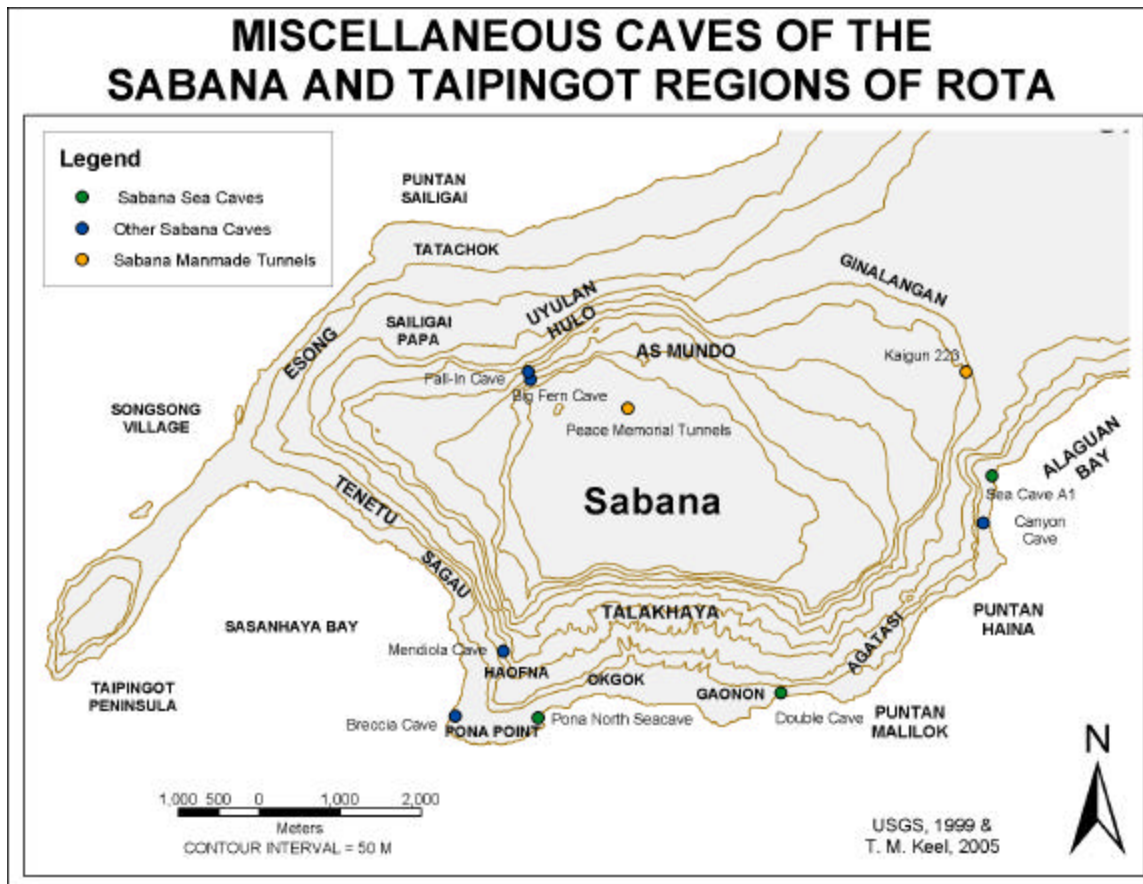 MISCELLANEOUS CAVES OF THE
SABANA AND TAIPINGOT REGIONS OF ROTA
Legend
Sabana Sea Caves
Other Sabana Caves
Sabana Manmade Tunnels
PUNTAN
SAILIGAI
TATACHOK
GINALANGAN
UYULAN
HULO
SAILIGAI
PAPA
ESONG
AS MUNDO
Kaigun 223
Fall-In Cave
Big Fern Cave
SONGSONG
VILLAGE
Peace Memorial Tunnels
ALAGUAN
BAY
TENETU
Sabana
Sea Cave A1
Canyon
Cave
SAGAU
TALAKHAYA
PUNTAN
HAINA
SASANHAYA BAY
AGATASI
Mendiola Cave
HAOFNA
OKGOK
GAONON
TAIPINGOT
PENINSULA
Breccia Cave
PONA POINT
Pona North Seacave
Double Cave
PUNTAN
MALILOK
N
1,000 500 0 1,000 2,000
Meters
CONTOUR INTERVAL = 50 M
USGS, 1999 &
T. M. Keel, 2005